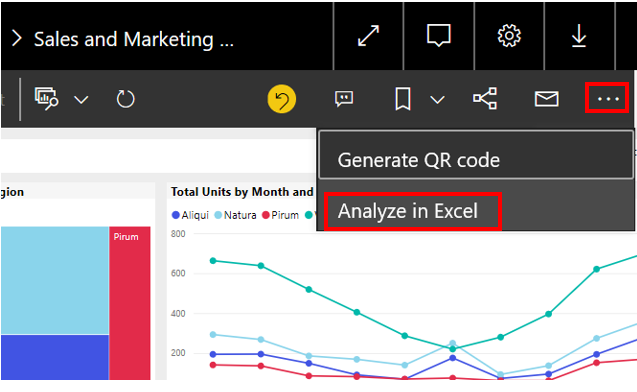 Sales and Marketing ...
Generate QR code
Analyze in Excel
gion
Total Units by Month and
Aliqui Natura Pirum
Pirum
800
600
400
200